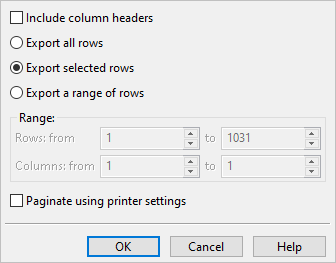 Include column headers
Export all rows
Export selected rows
Export a range of rows
Range:
Rows: from 1 to 1031
Columns: from 1 to 1
Paginate using printer settings
OK Cancel Help